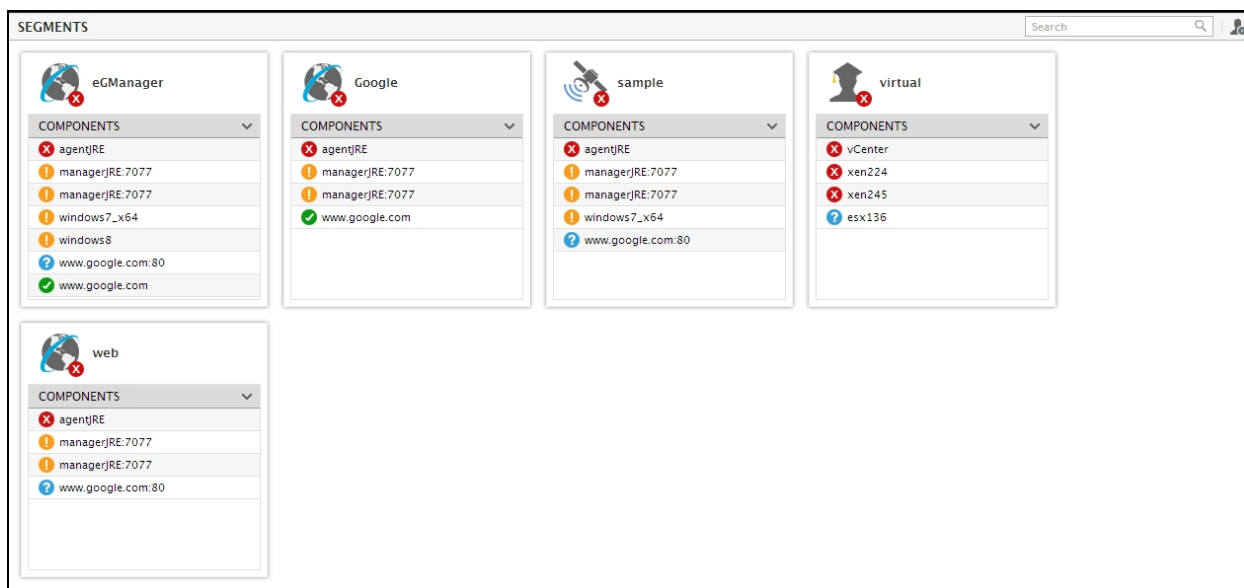 SEGMENTS
Search
eGManager
COMPONENTS
agentJRE
managerJRE:7077
managerJRE:7077
windows7_x64
windows8
www.google.com:80
www.google.com
Google
COMPONENTS
agentJRE
managerJRE:7077
managerJRE:7077
www.google.com
sample
COMPONENTS
agentJRE
managerJRE:7077
managerJRE:7077
windows7_x64
www.google.com:80
virtual
COMPONENTS
vCenter
xen224
xen245
esx136
web
COMPONENTS
agentJRE
managerJRE:7077
managerJRE:7077
www.google.com:80